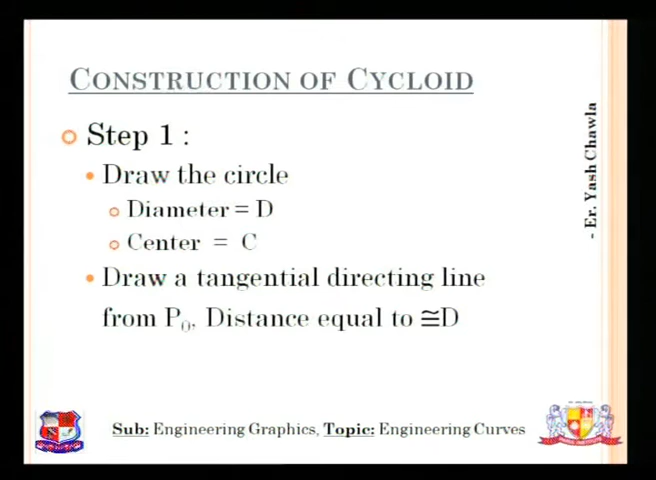 CONSTRUCTION OF CYCLOID
Step 1 :
Draw the circle
Diameter = D
Center = C
Draw a tangential directing line
from P₀, Distance equal to ≅D
- Er. Yash Chawla
Sub: Engineering Graphics, Topic: Engineering Curves